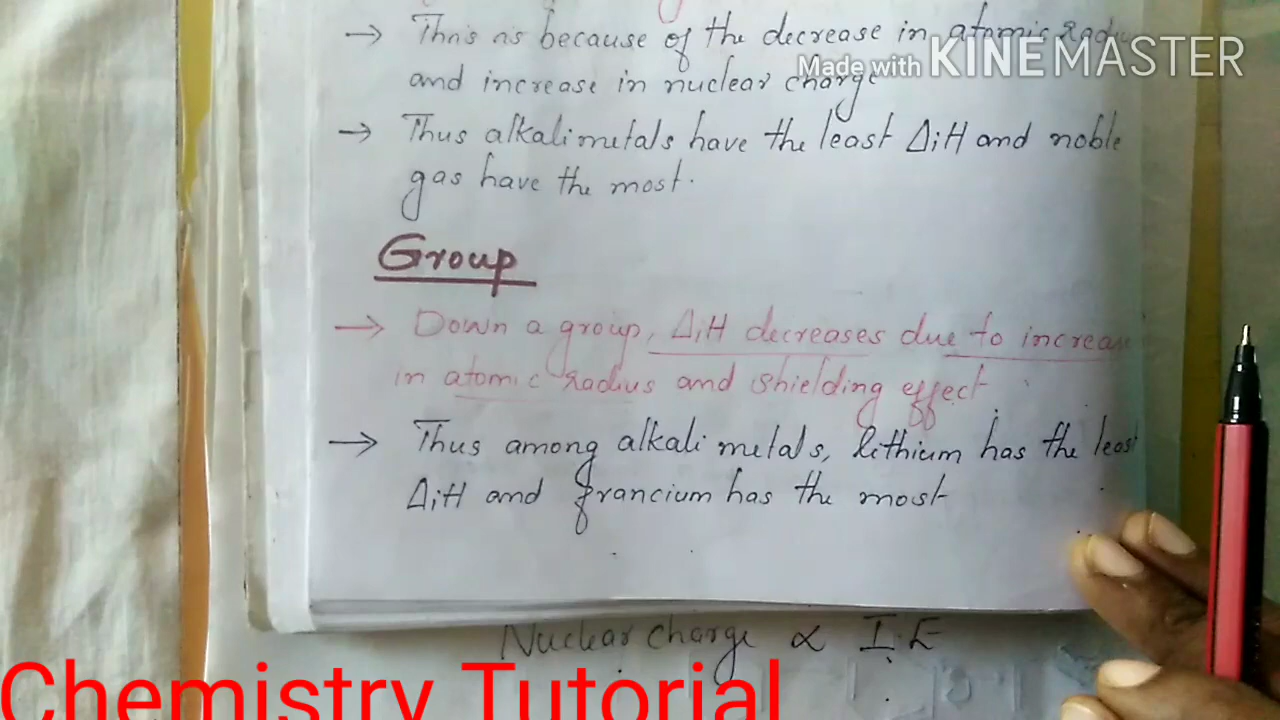 → This is because of the decrease in atomic Radiu
Made with KINEMASTER
and increase in nuclear charge
→ Thus alkali metals have the least ΔiH and noble
gas have the most.
Group
→ Down a group, ΔiH decreases due to increase
in atomic radius and shielding effect
→ Thus among alkali metals, lithium has the least
ΔiH and francium has the most
Nuclear charge ∝ I.E
Chemistry Tutorial